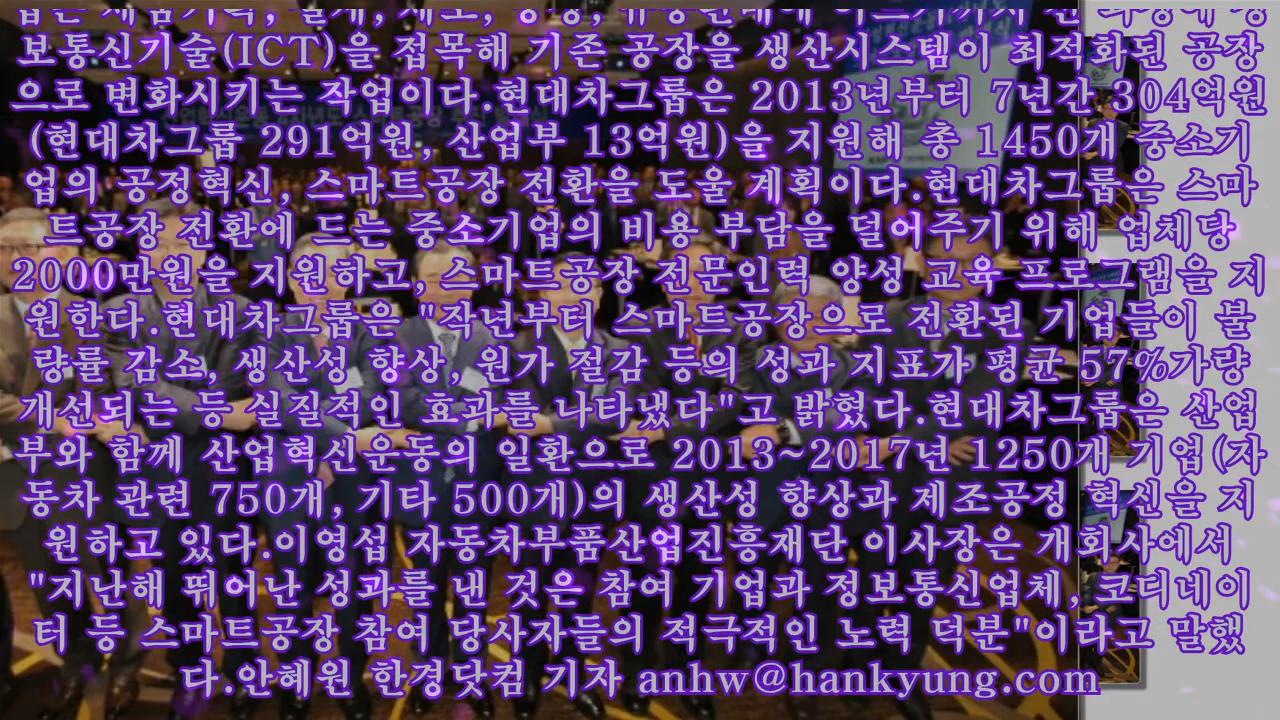 보통신기술(ICT)을 접목해 기존 공장을 생산시스템이 최적화된 공장
으로 변화시키는 작업이다.현대차그룹은 2013년부터 7년간 304억원
(현대차그룹 291억원, 산업부 13억원)을 지원해 총 1450개 중소기
업의 공정혁신, 스마트공장 전환을 도울 계획이다.현대차그룹은 스마
트공장 전환에 드는 중소기업의 비용 부담을 덜어주기 위해 업체당
2000만원을 지원하고, 스마트공장 전문인력 양성 교육 프로그램을 지
원한다.현대차그룹은 "작년부터 스마트공장으로 전환된 기업들이 불
량률 감소, 생산성 향상, 원가 절감 등의 성과 지표가 평균 57%가량
개선되는 등 실질적인 효과를 나타냈다"고 밝혔다.현대차그룹은 산업
부와 함께 산업혁신운동의 일환으로 2013~2017년 1250개 기업(자
동차 관련 750개, 기타 500개)의 생산성 향상과 제조공정 혁신을 지
원하고 있다.이영섭 자동차부품산업진흥재단 이사장은 개회사에서
"지난해 뛰어난 성과를 낸 것은 참여 기업과 정보통신업체, 코디네이
터 등 스마트공장 참여 당사자들의 적극적인 노력 덕분"이라고 말했
다.안혜원 한경닷컴 기자 anhw@hankyung.com